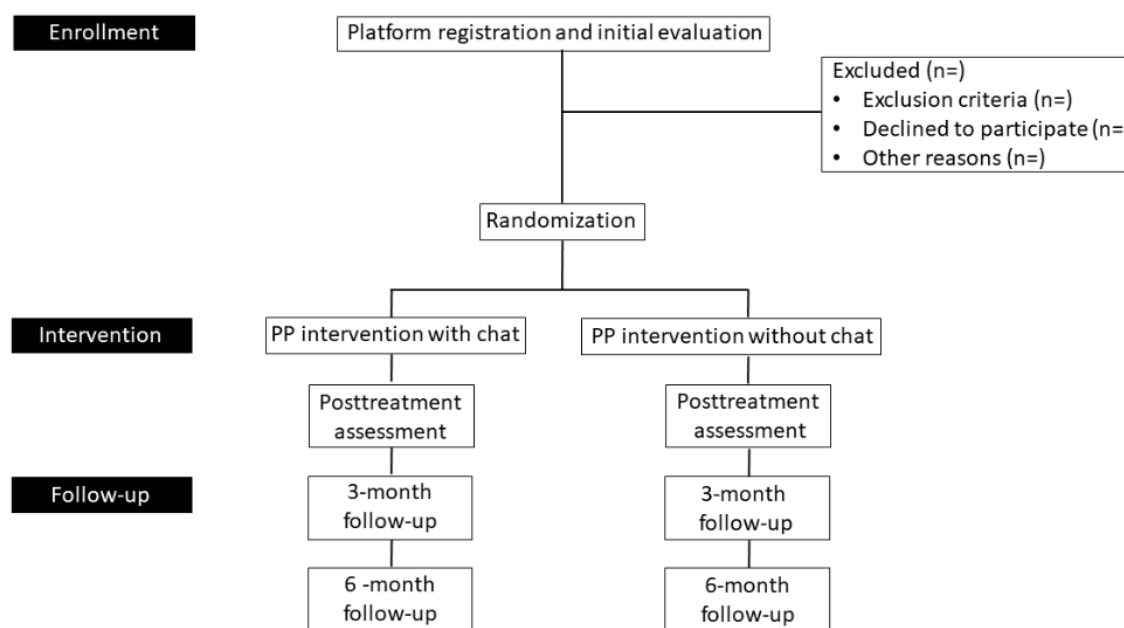 Enrollment
Platform registration and initial evaluation
Excluded (n=)
• Exclusion criteria (n=)
• Declined to participate (n=
• Other reasons (n=)
Randomization
Intervention
PP intervention with chat
PP intervention without chat
Posttreatment
assessment
Posttreatment
assessment
Follow-up
3-month
follow-up
3-month
follow-up
6 -month
follow-up
6-month
follow-up